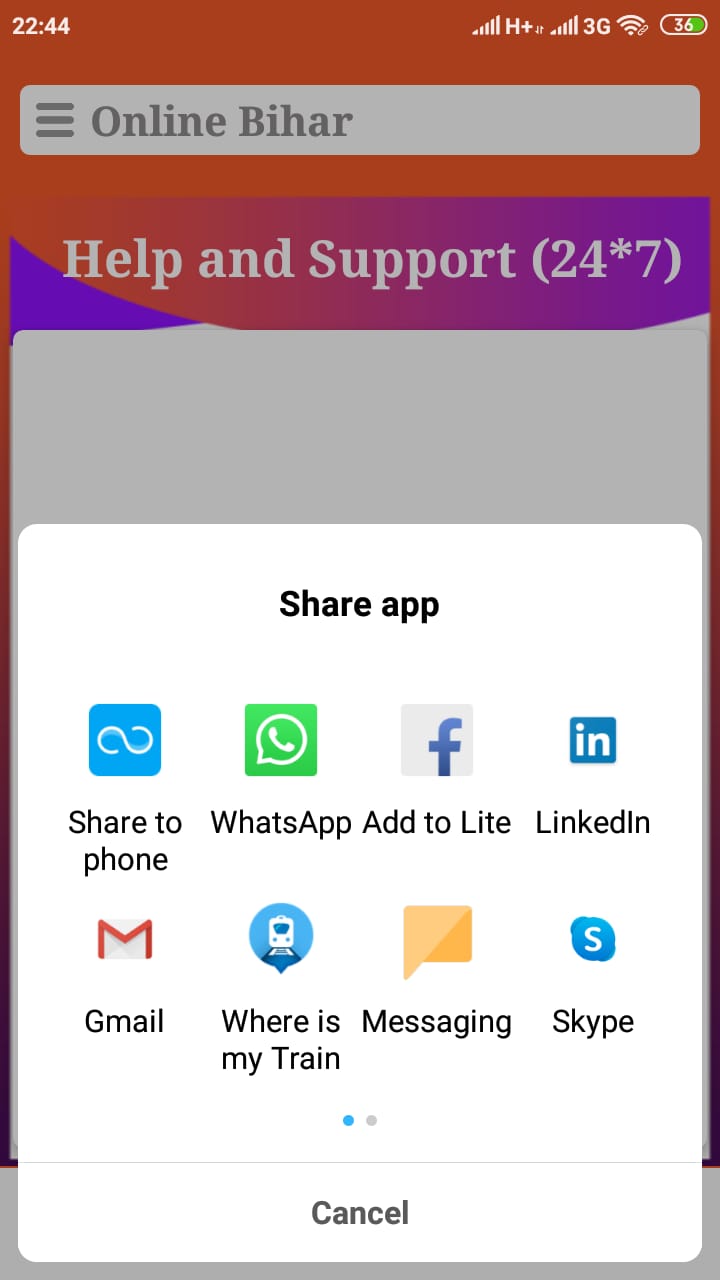 22:44 H+ 3G 36
Online Bihar
Help and Support (24*7)
Share app
in
Share to WhatsApp Add to Lite LinkedIn
phone
S
Gmail Where is Messaging Skype
my Train
Cancel